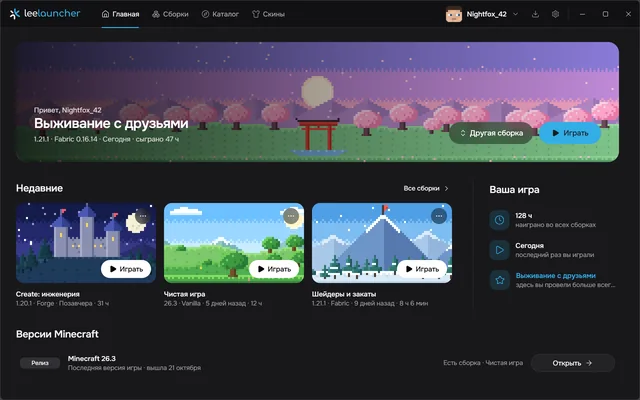 leelauncher
Главная
Сборки
Каталог
Скины
Nightfox_42
Привет, Nightfox_42
Выживание с друзьями
1.21.1 · Fabric 0.16.14 · Сегодня · сыграно 47 ч
Другая сборка
Играть
Недавние
Все сборки
Играть
Create: инженерия
1.20.1 · Forge · Позавчера · 31 ч
Играть
Чистая игра
26.3 · Vanilla · 5 дней назад · 12 ч
Играть
Шейдеры и закаты
1.21.1 · Fabric · 9 дней назад · 8 ч 6 мин
Ваша игра
128 ч
наиграно во всех сборках
Сегодня
последний раз вы играли
Выживание с друзьями
здесь вы провели больше всег...
Версии Minecraft
Релиз
Minecraft 26.3
Последняя версия игры · вышла 21 октября
Есть сборка · Чистая игра
Открыть